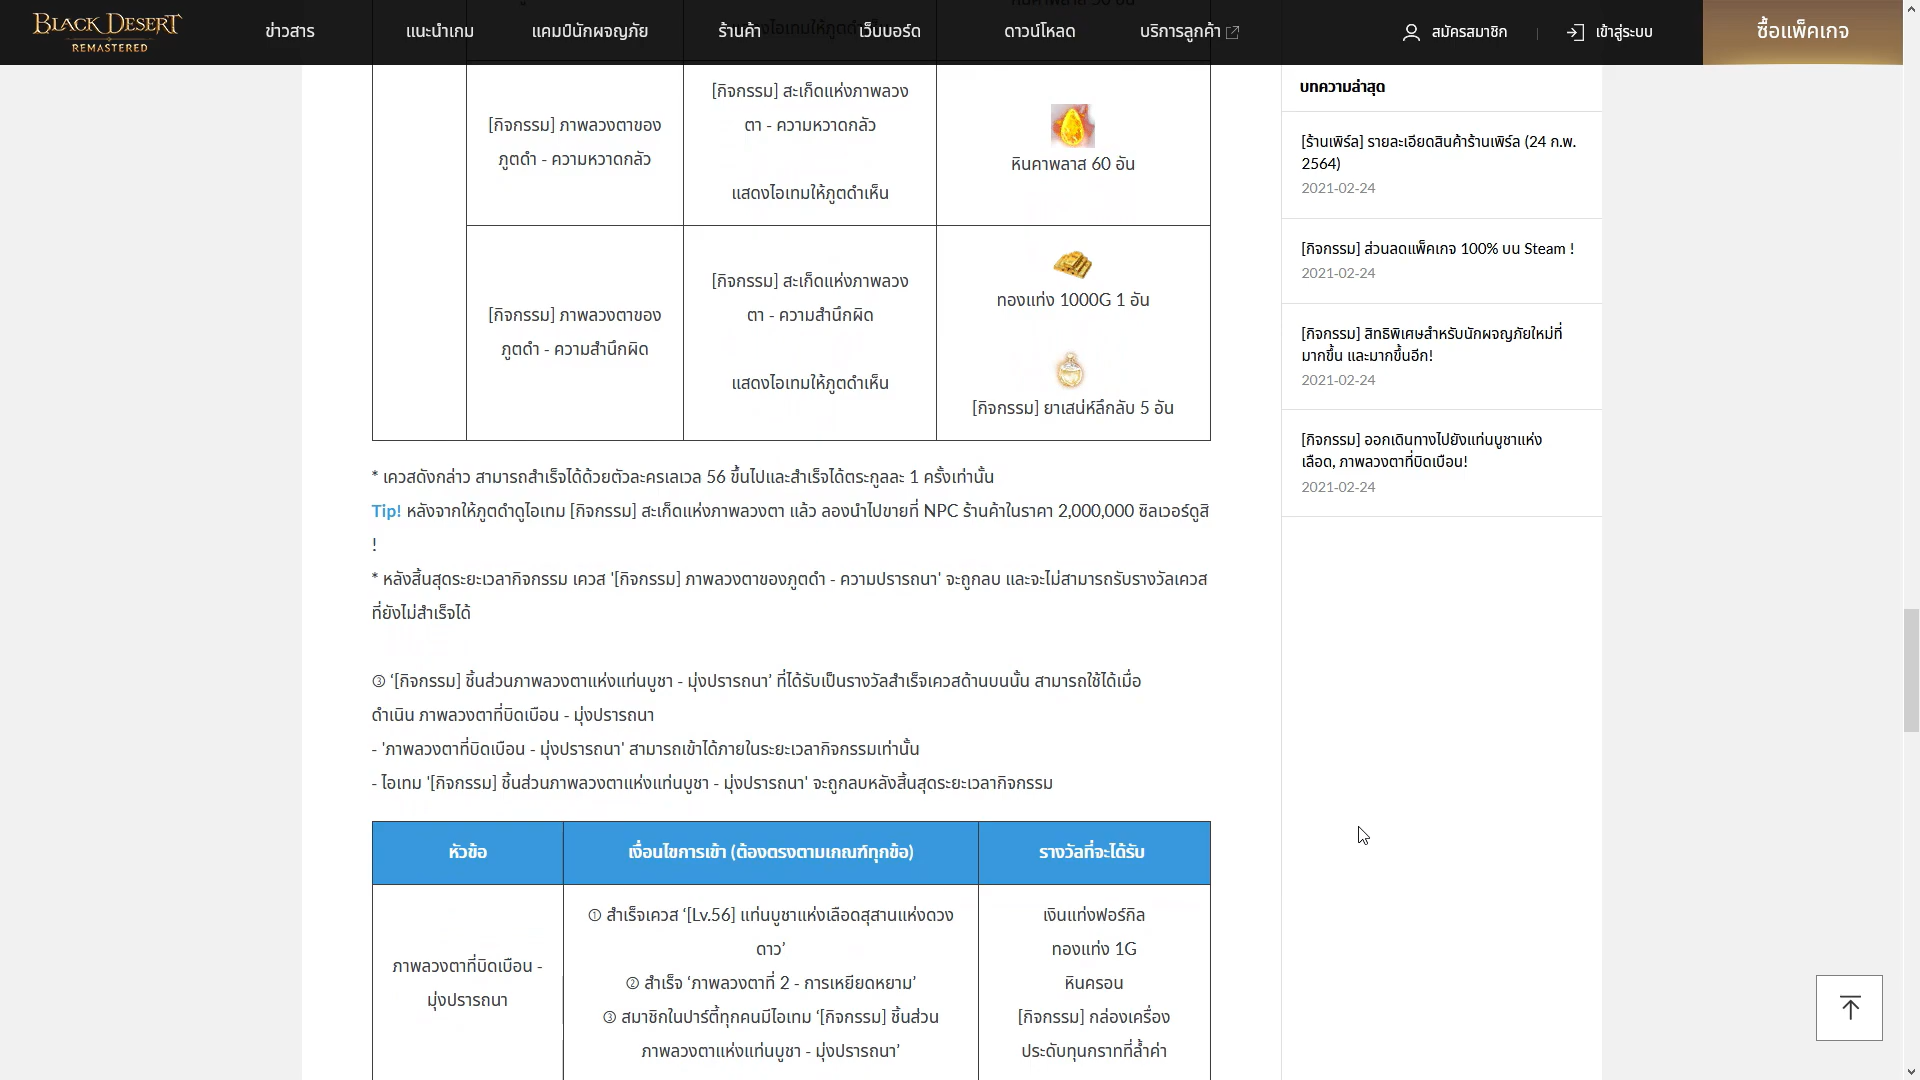 BLACK DESERT
REMASTERED
ข่าวสาร
แนะนำเกม
แคมป์นักผจญภัย
ร้านค้า
เว็บบอร์ด
ดาวน์โหลด
บริการลูกค้า
สมัครสมาชิก
เข้าสู่ระบบ
ซื้อแพ็คเกจ
[กิจกรรม] ภาพลวงตาของ
ภูตดำ - ความหวาดกลัว
[กิจกรรม] สะเก็ดแห่งภาพลวง
ตา - ความหวาดกลัว
แสดงไอเทมให้ภูตดำเห็น
หินคาพลาส 60 อัน
[กิจกรรม] ภาพลวงตาของ
ภูตดำ - ความสำนึกผิด
[กิจกรรม] สะเก็ดแห่งภาพลวง
ตา - ความสำนึกผิด
แสดงไอเทมให้ภูตดำเห็น
ทองแท่ง 1000G 1 อัน
[กิจกรรม] ยาเสน่ห์ลึกลับ 5 อัน
* เควสดังกล่าว สามารถสำเร็จได้ด้วยตัวละครเลเวล 56 ขึ้นไปและสำเร็จได้ตระกูลละ 1 ครั้งเท่านั้น
Tip! หลังจากให้ภูตดำดูไอเทม [กิจกรรม] สะเก็ดแห่งภาพลวงตา แล้ว ลองนำไปขายที่ NPC ร้านค้าในราคา 2,000,000 ซิลเวอร์ดูสิ
!
* หลังสิ้นสุดระยะเวลากิจกรรม เควส '[กิจกรรม] ภาพลวงตาของภูตดำ - ความปรารถนา' จะถูกลบ และจะไม่สามารถรับรางวัลเควส
ที่ยังไม่สำเร็จได้
③ ‘[กิจกรรม] ชิ้นส่วนภาพลวงตาแห่งแท่นบูชา - มุ่งปรารถนา’ ที่ได้รับเป็นรางวัลสำเร็จเควสด้านบนนั้น สามารถใช้ได้เมื่อ
ดำเนิน ภาพลวงตาที่บิดเบือน - มุ่งปรารถนา
- 'ภาพลวงตาที่บิดเบือน - มุ่งปรารถนา' สามารถเข้าได้ภายในระยะเวลากิจกรรมเท่านั้น
- ไอเทม '[กิจกรรม] ชิ้นส่วนภาพลวงตาแห่งแท่นบูชา - มุ่งปรารถนา' จะถูกลบหลังสิ้นสุดระยะเวลากิจกรรม
หัวข้อ
เงื่อนไขการเข้า (ต้องตรงตามเกณฑ์ทุกข้อ)
รางวัลที่จะได้รับ
ภาพลวงตาที่บิดเบือน -
มุ่งปรารถนา
① สำเร็จเควส ‘[Lv.56] แท่นบูชาแห่งเลือดสุสานแห่งดวง
ดาว’
② สำเร็จ ‘ภาพลวงตาที่ 2 - การเหยียดหยาม’
③ สมาชิกในปาร์ตี้ทุกคนมีไอเทม ‘[กิจกรรม] ชิ้นส่วน
ภาพลวงตาแห่งแท่นบูชา - มุ่งปรารถนา’
เงินแท่งฟอร์กิล
ทองแท่ง 1G
หินครอน
[กิจกรรม] กล่องเครื่อง
ประดับทุนกราทที่ล้ำค่า
บทความล่าสุด
[ร้านเพิร์ล] รายละเอียดสินค้าร้านเพิร์ล (24 ก.พ.
2564)
2021-02-24
[กิจกรรม] ส่วนลดแพ็คเกจ 100% บน Steam !
2021-02-24
[กิจกรรม] สิทธิพิเศษสำหรับนักผจญภัยใหม่ที่
มากขึ้น และมากขึ้นอีก!
2021-02-24
[กิจกรรม] ออกเดินทางไปยังแท่นบูชาแห่ง
เลือด, ภาพลวงตาที่บิดเบือน!
2021-02-24